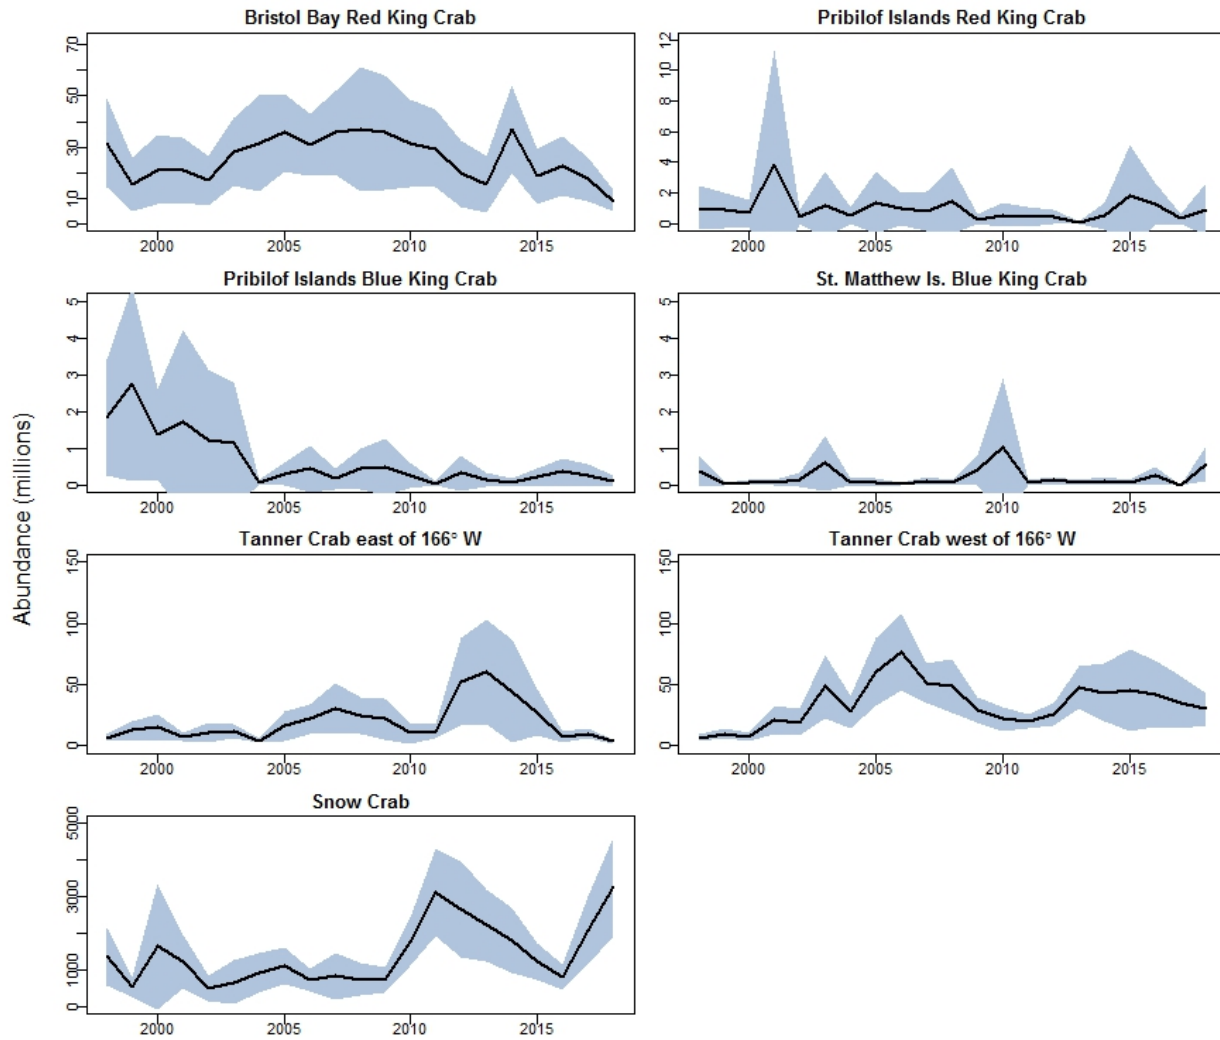 Bristol Bay Red King Crab
70
50
30
10
0
2000 2005 2010 2015
Pribilof Islands Red King Crab
12
10
8
6
4
2
0
2000 2005 2010 2015
Abundance (millions)
Pribilof Islands Blue King Crab
5
4
3
2
1
0
2000 2005 2010 2015
St. Matthew Is. Blue King Crab
5
4
3
2
1
0
2000 2005 2010 2015
Tanner Crab east of 166° W
150
100
50
0
2000 2005 2010 2015
Tanner Crab west of 166° W
150
100
50
0
2000 2005 2010 2015
Snow Crab
5000
3000
1000
0
2000 2005 2010 2015